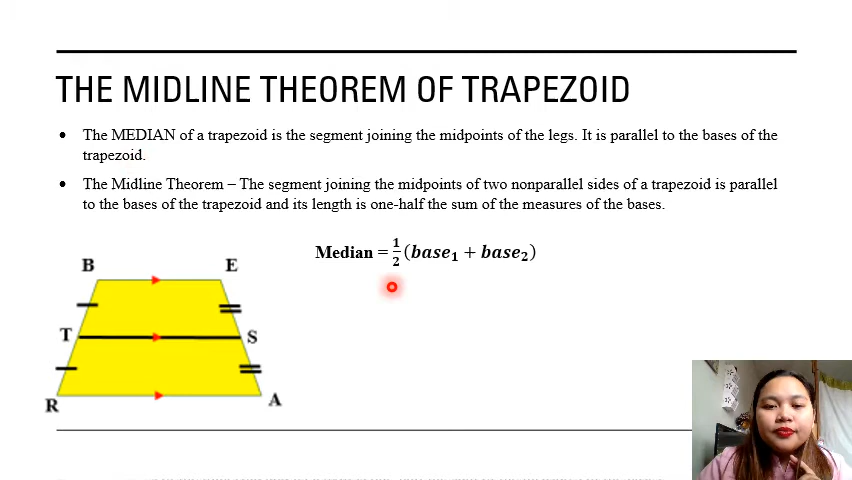 THE MIDLINE THEOREM OF TRAPEZOID
• The MEDIAN of a trapezoid is the segment joining the midpoints of the legs. It is parallel to the bases of the
trapezoid.
• The Midline Theorem – The segment joining the midpoints of two nonparallel sides of a trapezoid is parallel
to the bases of the trapezoid and its length is one-half the sum of the measures of the bases.
Median = 1/2 (base₁ + base₂)
B E
T S
R A